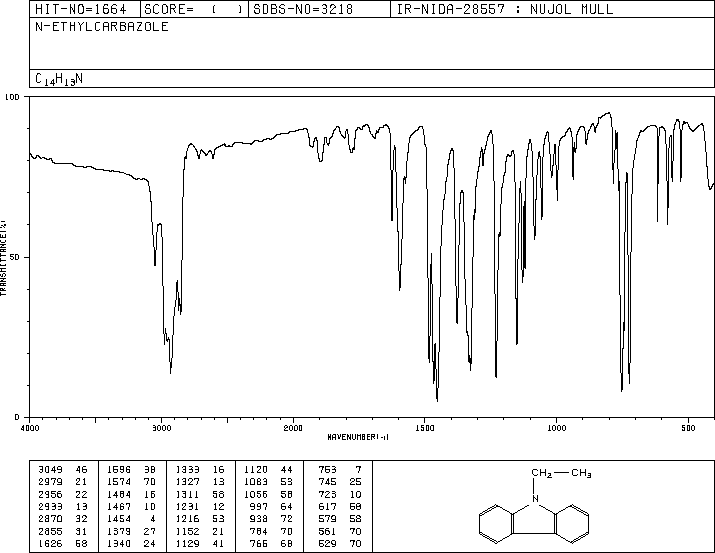 HIT-NO=1664 SCORE= ( ) SDBS-NO=3218 IR-NIDA-28557 : NUJOL MULL
N-ETHYLCARBAZOLE
C14H13N
100
50
0
TRANSMITTANCE(%)
4000 3000 2000 1500 1000 500
WAVENUMBER(-1)
3049 46 1596 38 1333 16 1120 44 753 7
2979 21 1574 70 1327 13 1083 53 745 25
2956 22 1484 16 1311 58 1056 58 723 10
2933 13 1467 10 1231 12 997 64 617 58
2870 32 1454 4 1216 53 938 72 579 58
2855 31 1379 27 1152 21 784 70 561 70
1626 68 1340 24 1129 41 766 68 529 70
CH2—CH3
N